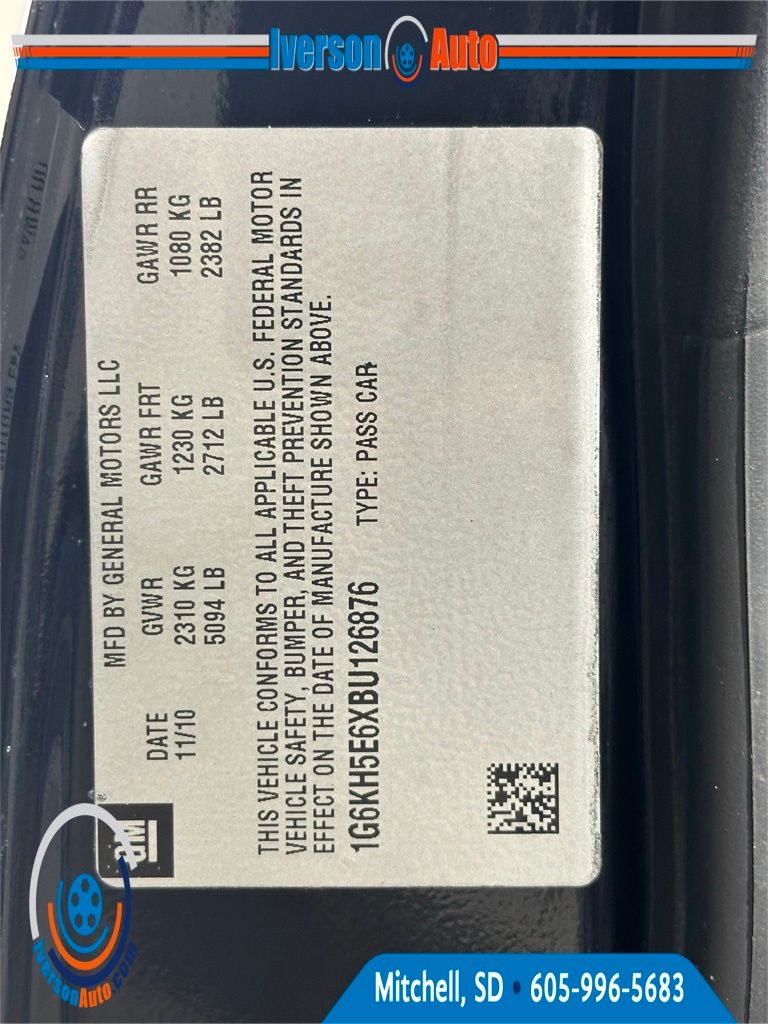 Iverson Auto
GM ®
MFD BY GENERAL MOTORS LLC
DATE GVWR GAWR FRT GAWR RR
11/10 2310 KG 1230 KG 1080 KG
5094 LB 2712 LB 2382 LB
THIS VEHICLE CONFORMS TO ALL APPLICABLE U.S. FEDERAL MOTOR
VEHICLE SAFETY, BUMPER, AND THEFT PREVENTION STANDARDS IN
EFFECT ON THE DATE OF MANUFACTURE SHOWN ABOVE.
1G6KH5E6XBU126876 TYPE: PASS CAR
IversonAuto.com
Mitchell, SD • 605-996-5683